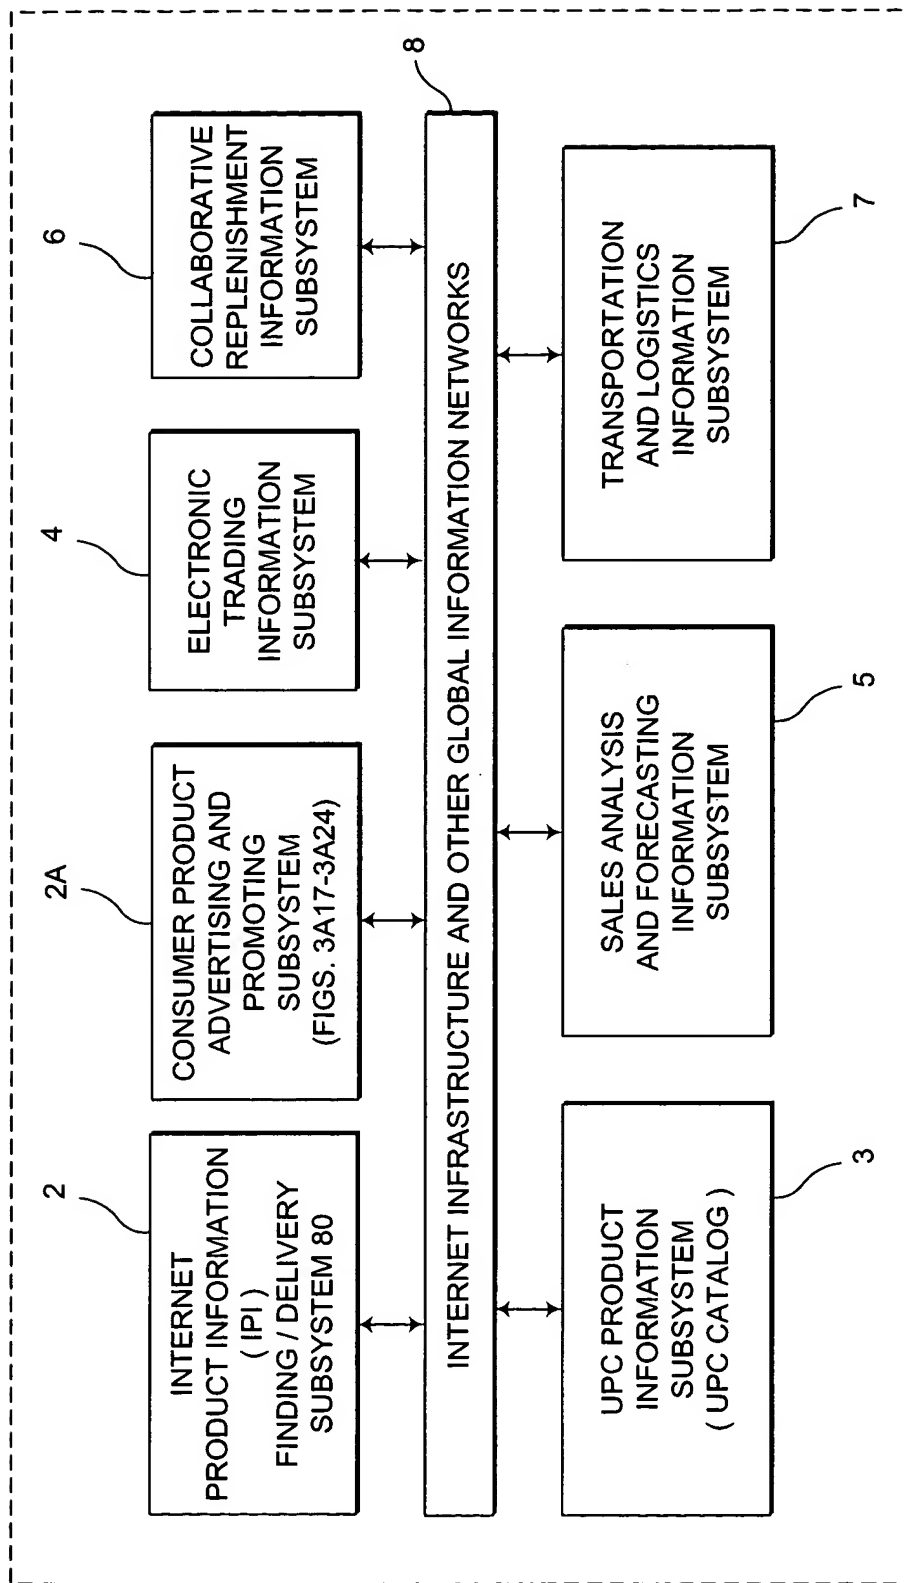 2
INTERNET
PRODUCT INFORMATION
( IPI )
FINDING / DELIVERY
SUBSYSTEM 80
2A
CONSUMER PRODUCT
ADVERTISING AND
PROMOTING
SUBSYSTEM
(FIGS. 3A17-3A24)
4
ELECTRONIC
TRADING
INFORMATION
SUBSYSTEM
6
COLLABORATIVE
REPLENISHMENT
INFORMATION
SUBSYSTEM
8
INTERNET INFRASTRUCTURE AND OTHER GLOBAL INFORMATION NETWORKS
UPC PRODUCT
INFORMATION
SUBSYSTEM
( UPC CATALOG )
3
SALES ANALYSIS
AND FORECASTING
INFORMATION
SUBSYSTEM
5
TRANSPORTATION
AND LOGISTICS
INFORMATION
SUBSYSTEM
7